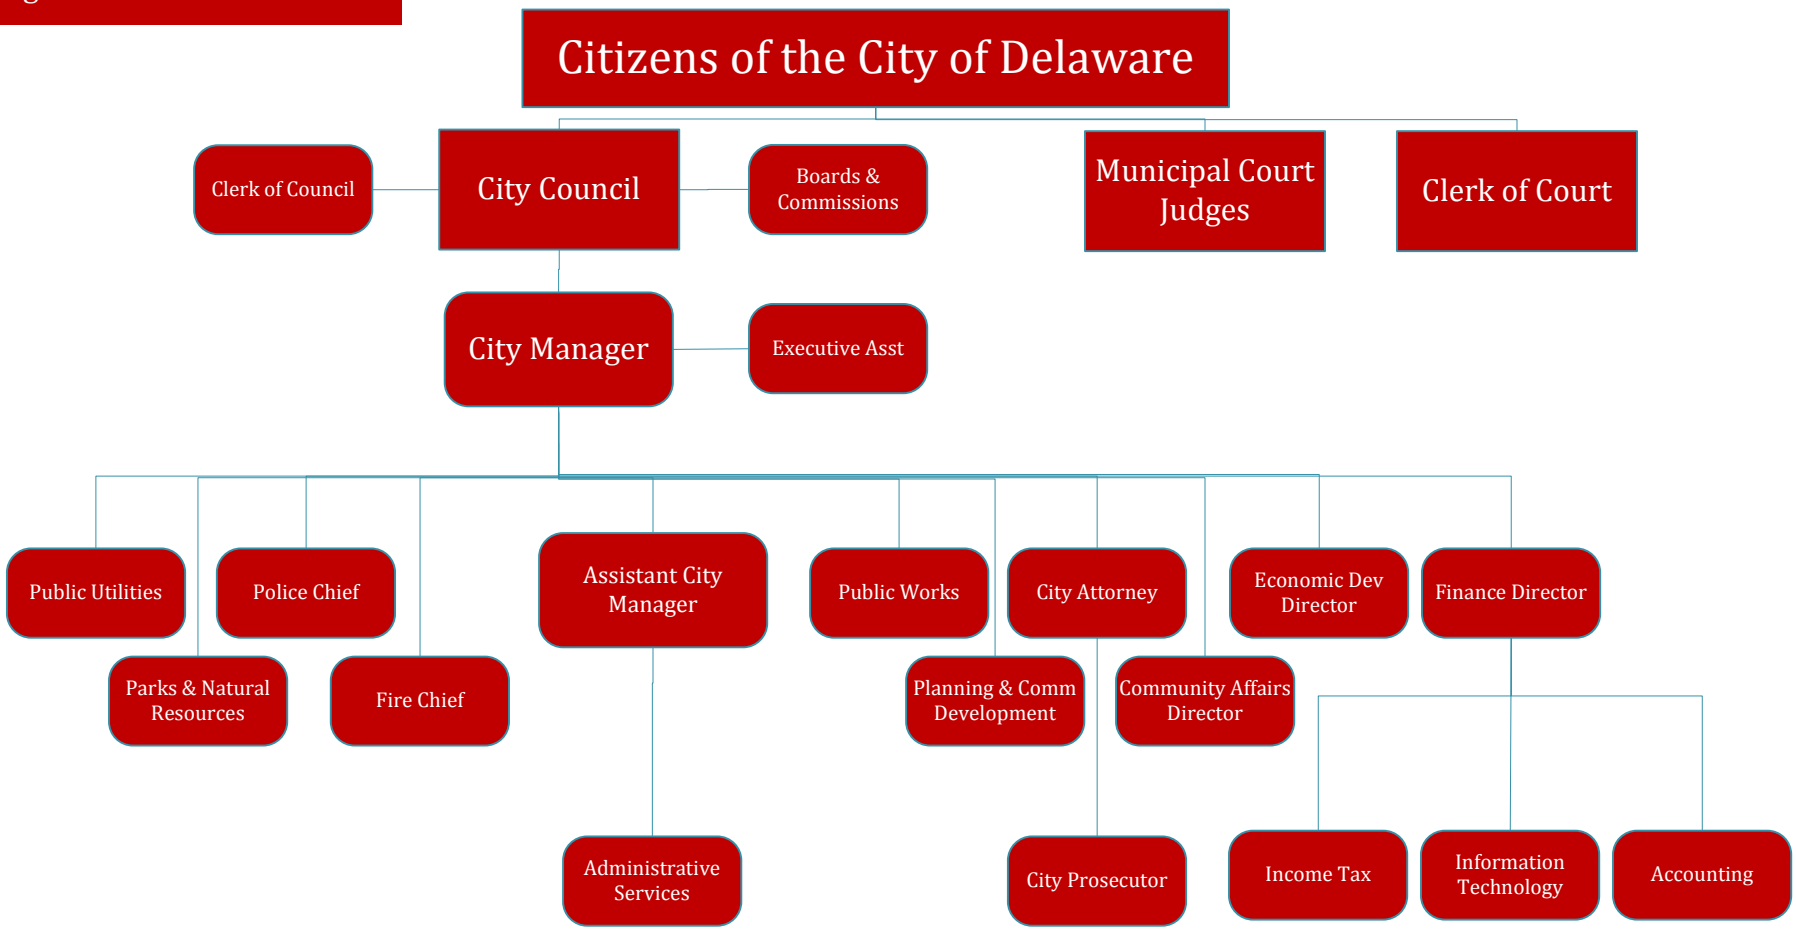 Citizens of the City of Delaware
Clerk of Council
City Council
Boards &
Commissions
Municipal Court
Judges
Clerk of Court
City Manager
Executive Asst
Public Utilities
Police Chief
Assistant City
Manager
Public Works
City Attorney
Economic Dev
Director
Finance Director
Parks & Natural
Resources
Fire Chief
Planning & Comm
Development
Community Affairs
Director
Administrative
Services
City Prosecutor
Income Tax
Information
Technology
Accounting